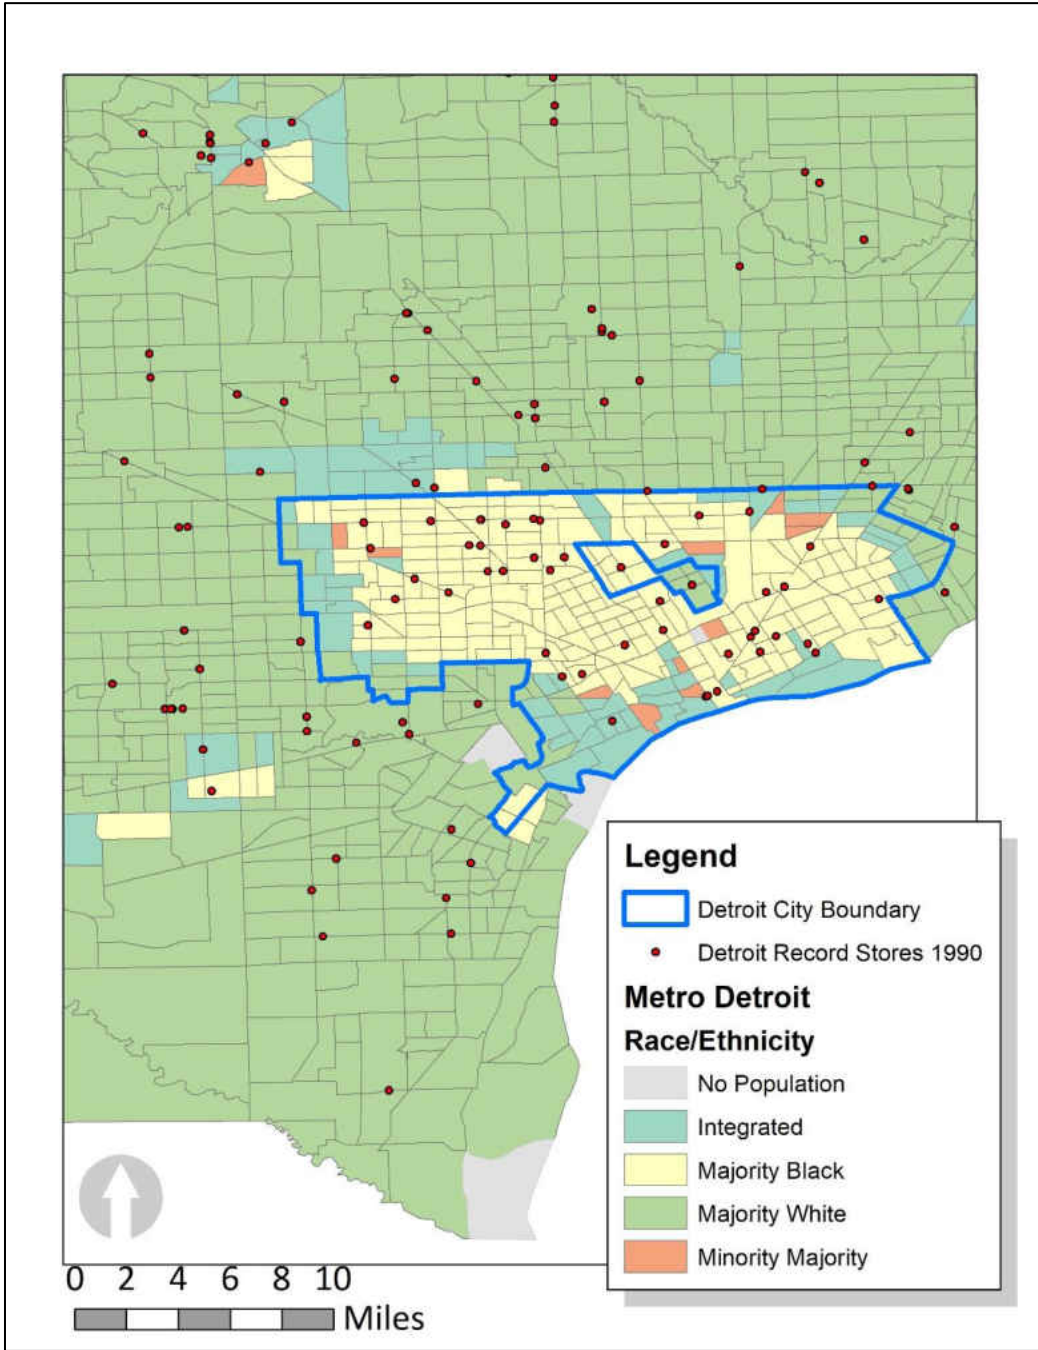 Legend
Detroit City Boundary
Detroit Record Stores 1990
Metro Detroit
Race/Ethnicity
No Population
Integrated
Majority Black
Majority White
Minority Majority
0 2 4 6 8 10
Miles